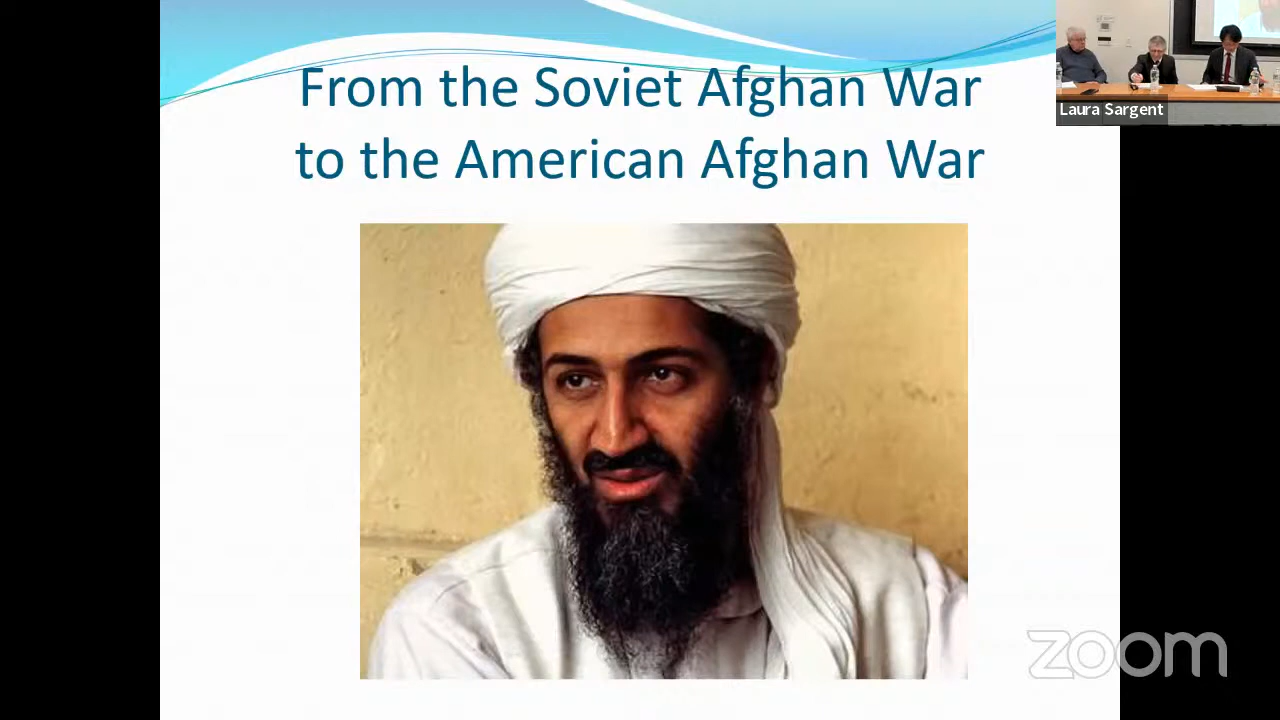 From the Soviet Afghan War
to the American Afghan War
Laura Sargent
zoom